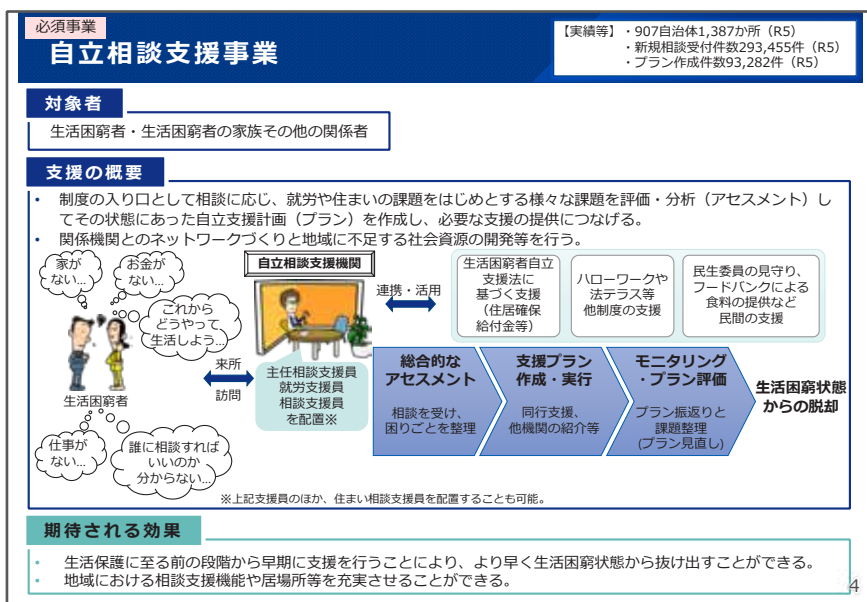 必須事業
自立相談支援事業
【実績等】・907自治体1,387か所（R5）
・新規相談受付件数293,455件（R5）
・プラン作成件数93,282件（R5）
対象者
生活困窮者・生活困窮者の家族その他の関係者
支援の概要
• 制度の入り口として相談に応じ、就労や住まいの課題をはじめとする様々な課題を評価・分析（アセスメント）し
てその状態にあった自立支援計画（プラン）を作成し、必要な支援の提供につなげる。
• 関係機関とのネットワークづくりと地域に不足する社会資源の開発等を行う。
家が
ない…
お金が
ない…
これから
どうやって
生活しよう…
生活困窮者
仕事が
ない…
誰に相談すれば
いいのか
分からない…
来所
訪問
自立相談支援機関
主任相談支援員
就労支援員
相談支援員
を配置※
連携・活用
生活困窮者自立
支援法に
基づく支援
（住居確保
給付金等）
ハローワークや
法テラス等
他制度の支援
民生委員の見守り、
フードバンクによる
食料の提供など
民間の支援
総合的な
アセスメント
相談を受け、
困りごとを整理
支援プラン
作成・実行
同行支援、
他機関の紹介等
モニタリング
・プラン評価
プラン振返りと
課題整理
(プラン見直し)
生活困窮状態
からの脱却
※上記支援員のほか、住まい相談支援員を配置することも可能。
期待される効果
• 生活保護に至る前の段階から早期に支援を行うことにより、より早く生活困窮状態から抜け出すことができる。
• 地域における相談支援機能や居場所等を充実させることができる。
4